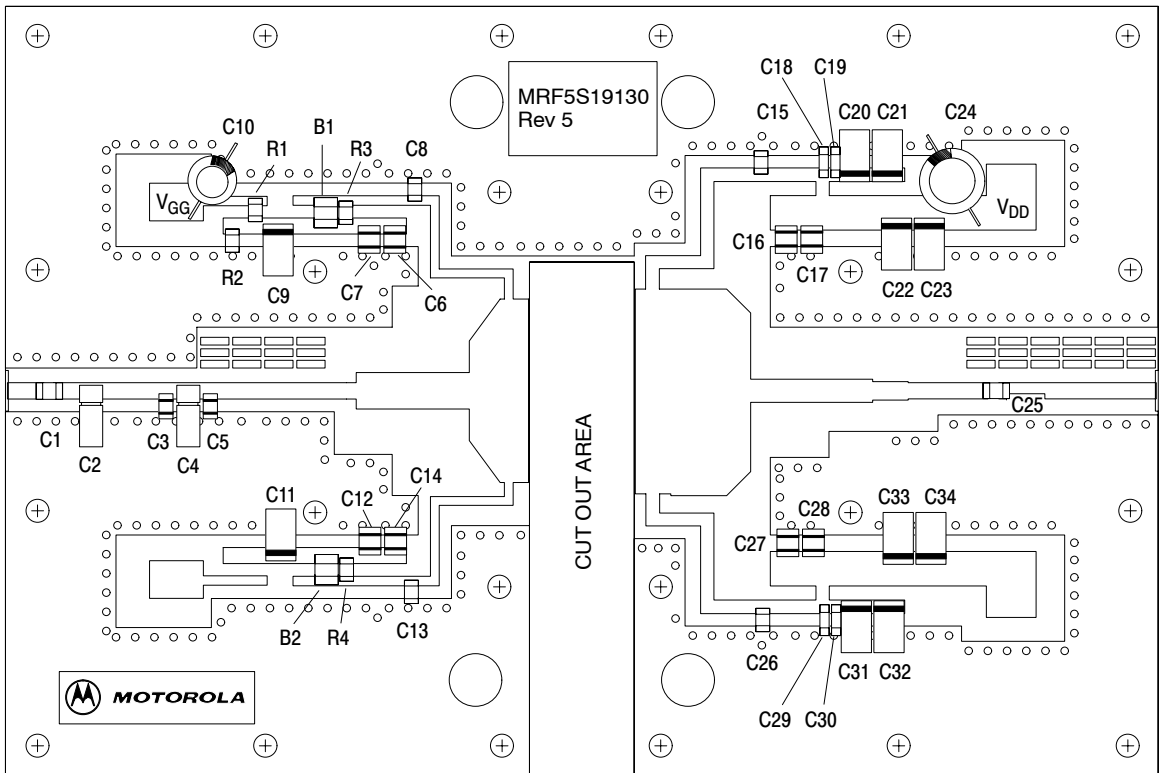 MRF5S19130
Rev 5
C18 C19
C15 C20 C21 C24
C10 R1 B1 R3 C8
VGG
VDD
R2 C9 C7 C6
C16 C17 C22 C23
C1 C2 C3 C4 C5
C25
CUT OUT AREA
C11 C12 C14
C27 C28 C33 C34
B2 R4 C13
C26 C31 C32
C29 C30
MOTOROLA